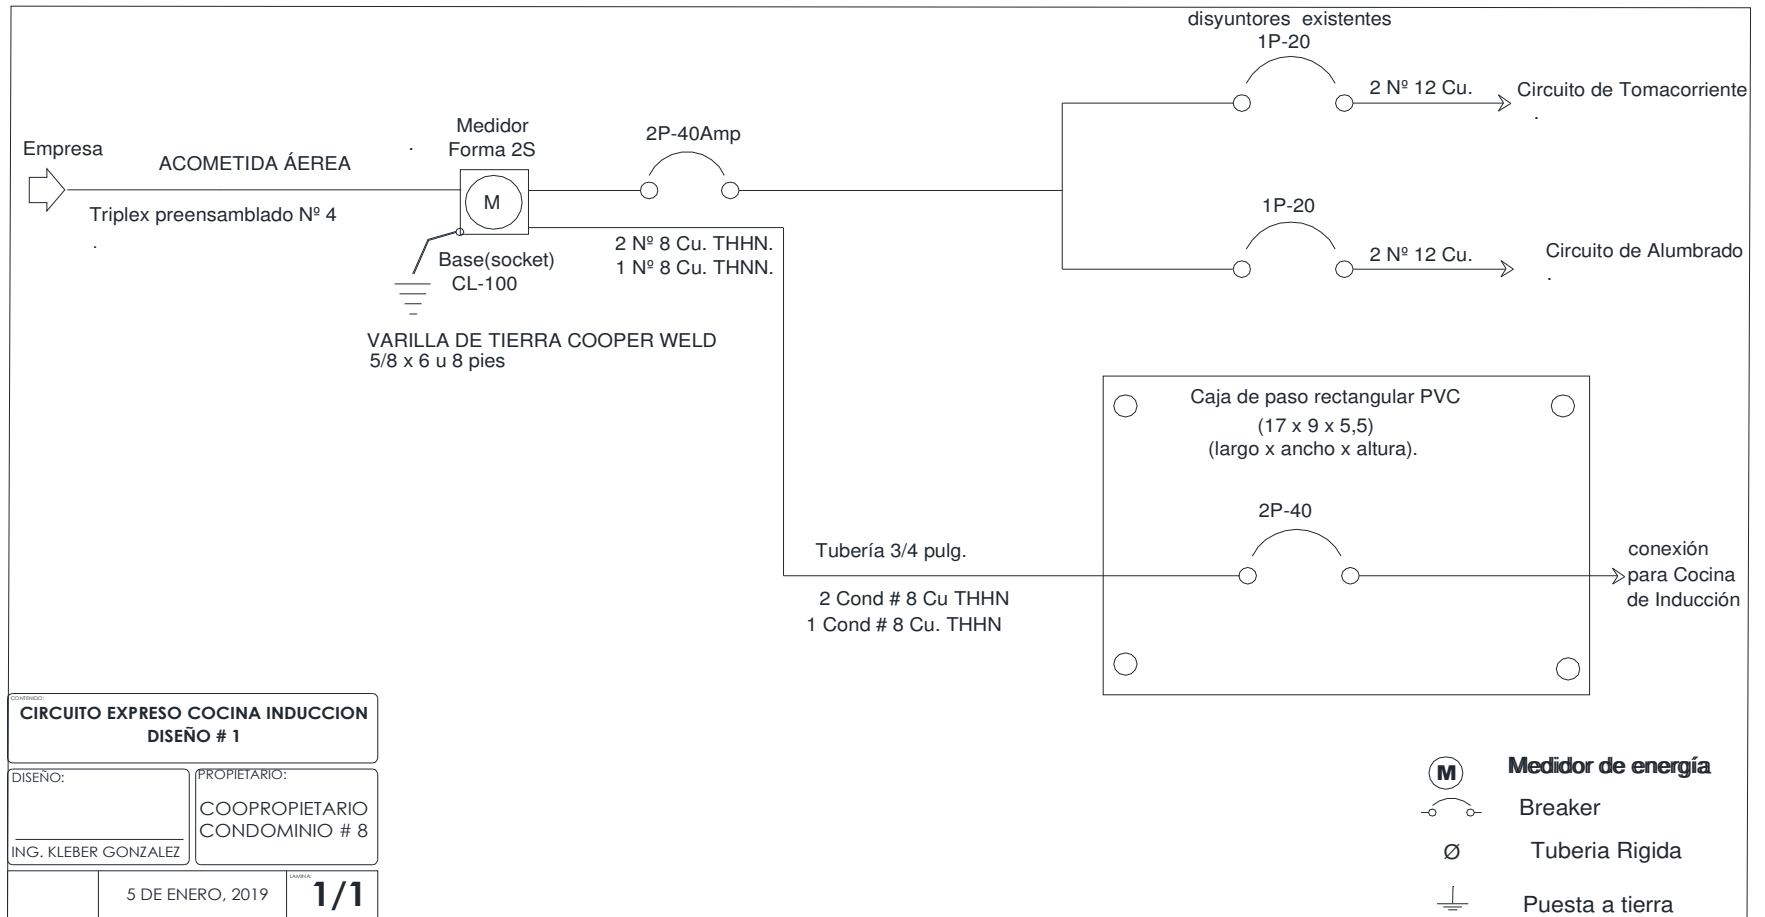 disyuntores existentes
1P-20
2 Nº 12 Cu.
Circuito de Tomacorriente
.
Empresa
ACOMETIDA ÁEREA
Triplex preensamblado Nº 4
.
.
Medidor
Forma 2S
M
2P-40Amp
2 Nº 8 Cu. THHN.
1 Nº 8 Cu. THNN.
Base(socket)
CL-100
VARILLA DE TIERRA COOPER WELD
5/8 x 6 u 8 pies
1P-20
2 Nº 12 Cu.
Circuito de Alumbrado
.
Caja de paso rectangular PVC
(17 x 9 x 5,5)
(largo x ancho x altura).
2P-40
Tubería 3/4 pulg.
2 Cond # 8 Cu THHN
1 Cond # 8 Cu. THHN
conexión
para Cocina
de Inducción
CONTENIDO:
CIRCUITO EXPRESO COCINA INDUCCION
DISEÑO # 1
DISEÑO:
ING. KLEBER GONZALEZ
PROPIETARIO:
COOPROPIETARIO
CONDOMINIO # 8
5 DE ENERO, 2019
LAMINA:
1/1
M Medidor de energía
Breaker
Ø Tuberia Rigida
Puesta a tierra